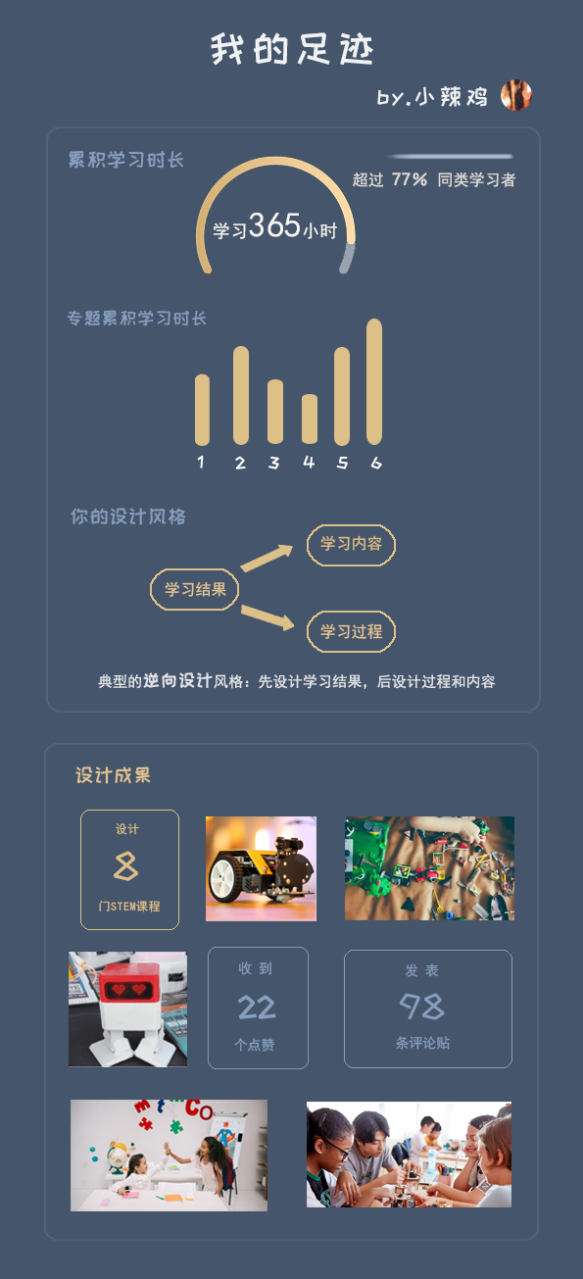 我的足迹
by.小辣鸡
累积学习时长
超过 77% 同类学习者
学习365小时
专题累积学习时长
1 2 3 4 5 6
你的设计风格
学习内容
学习结果
学习过程
典型的逆向设计风格：先设计学习结果，后设计过程和内容
设计成果
设计
8
门STEM课程
收到
22
个点赞
发表
98
条评论贴